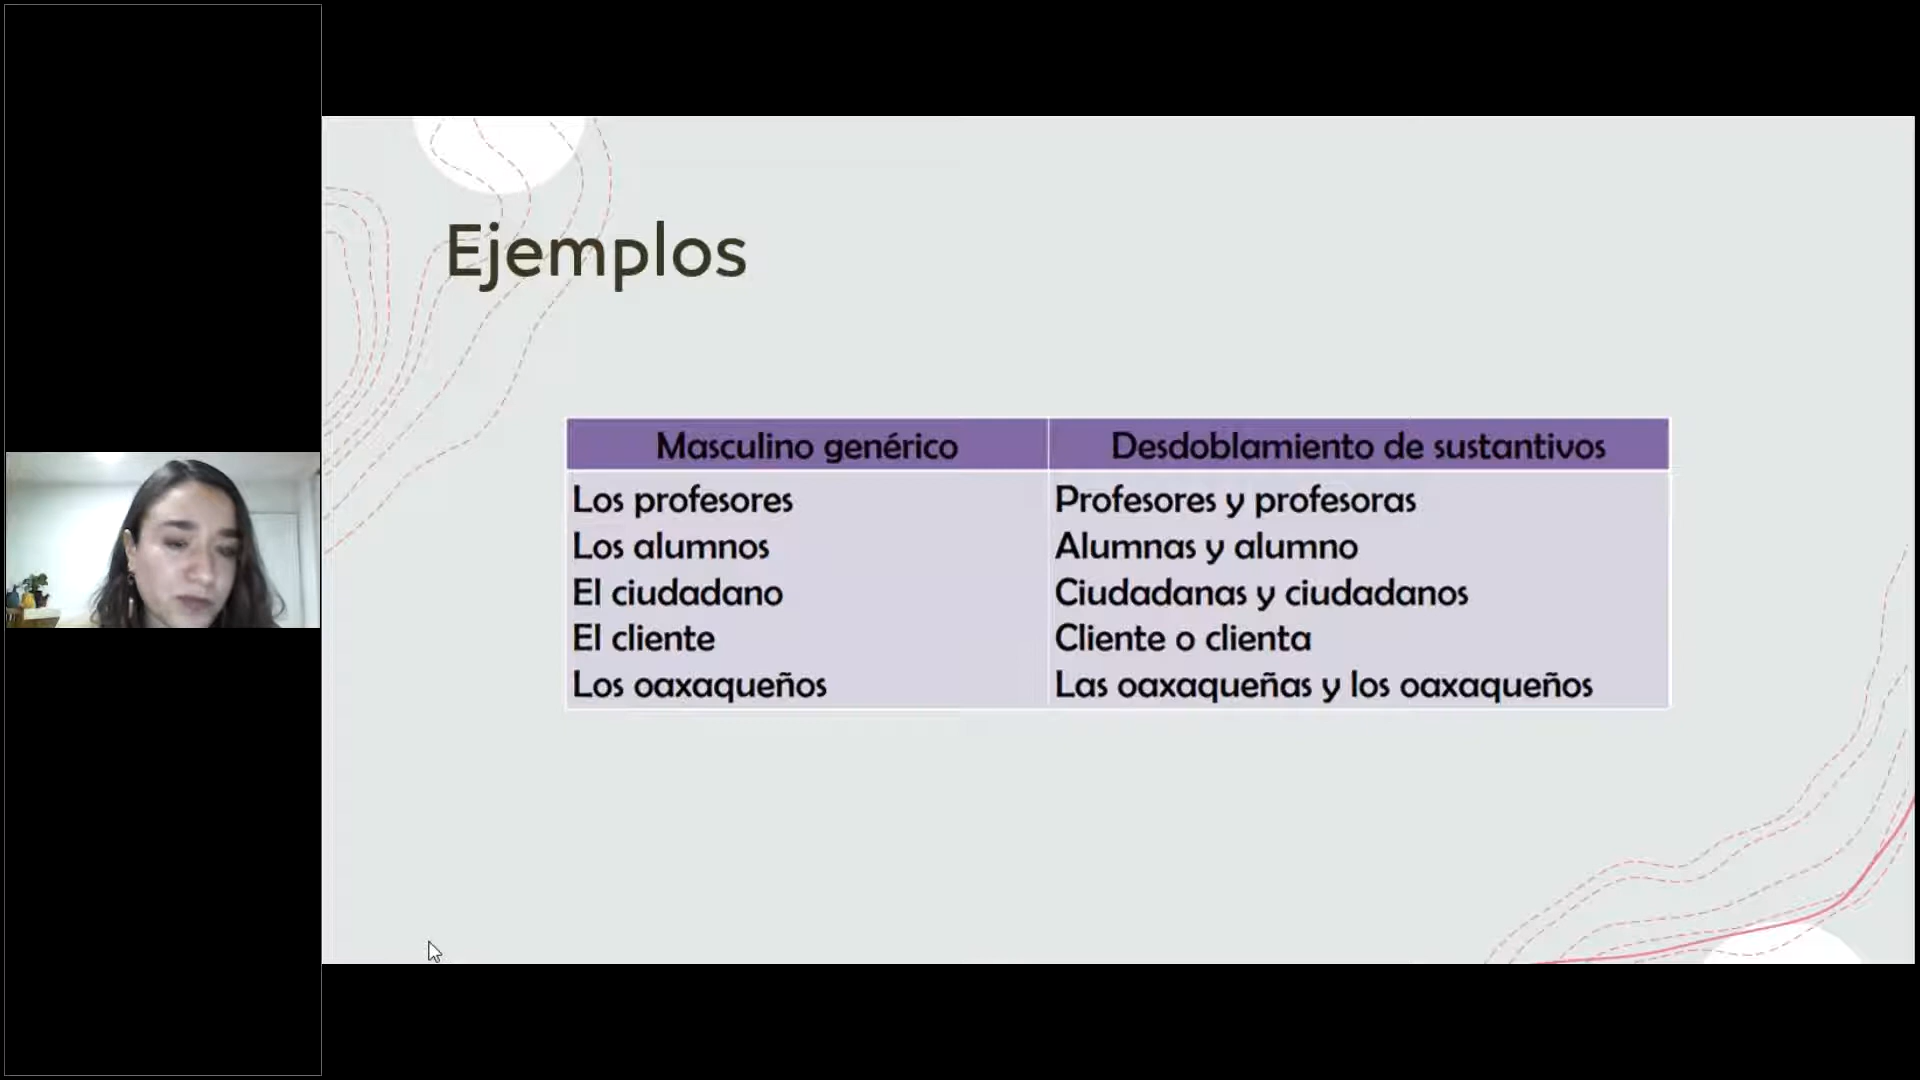 Ejemplos
Masculino genérico
Desdoblamiento de sustantivos
Los profesores
Profesores y profesoras
Los alumnos
Alumnas y alumno
El ciudadano
Ciudadanas y ciudadanos
El cliente
Cliente o clienta
Los oaxaqueños
Las oaxaqueñas y los oaxaqueños